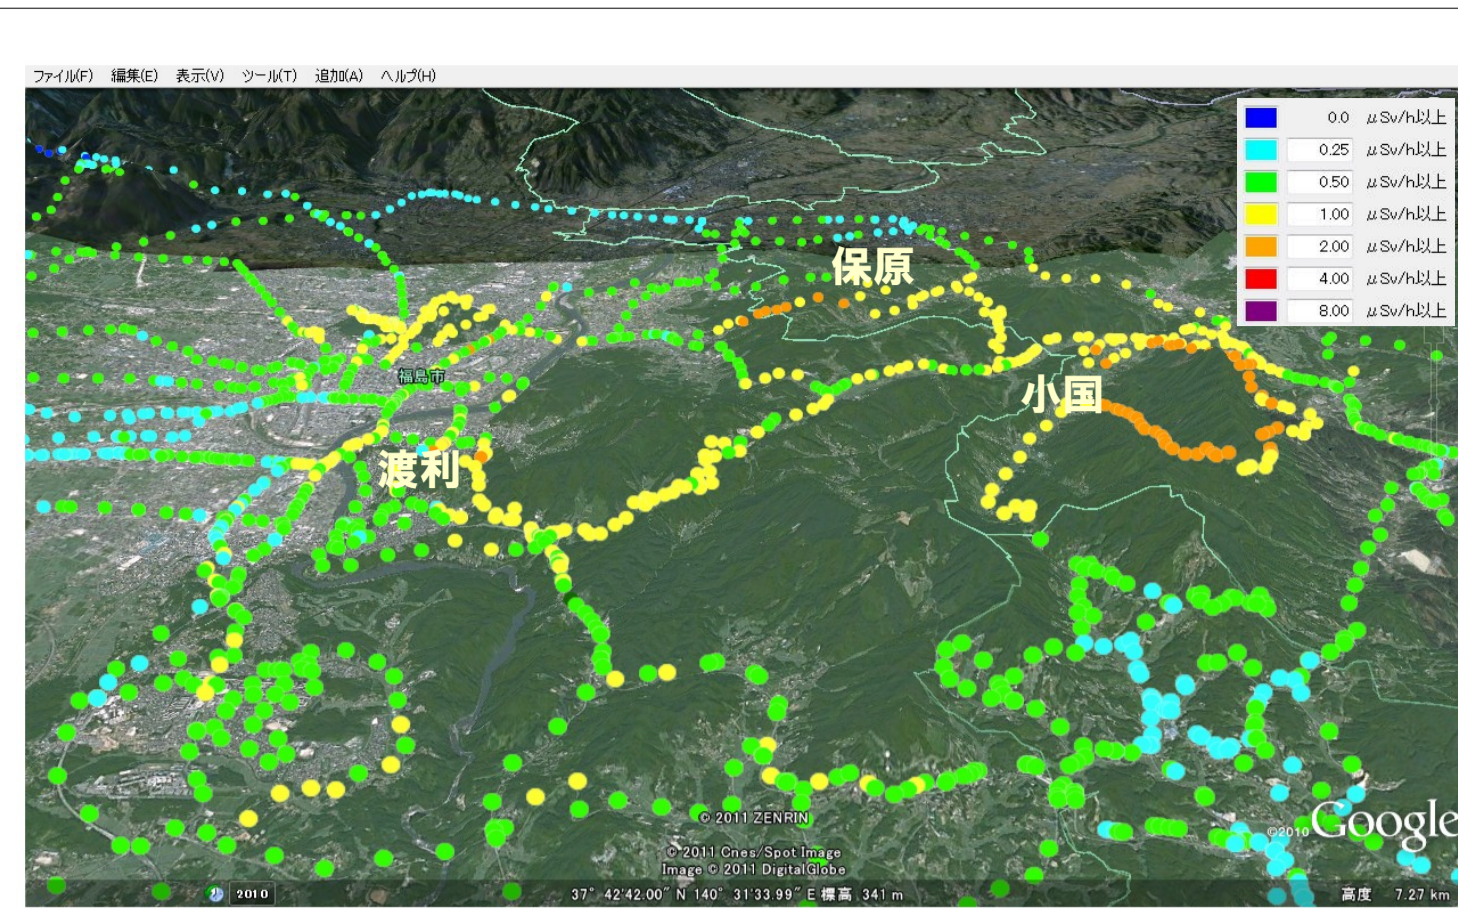 ファイル(F) 編集(E) 表示(V) ツール(T) 追加(A) ヘルプ(H)
0.0 μSv/h以上
0.25 μSv/h以上
0.50 μSv/h以上
1.00 μSv/h以上
2.00 μSv/h以上
4.00 μSv/h以上
8.00 μSv/h以上
保原
福島市
小国
渡利
© 2011 ZENRIN
© 2011 Cnes/Spot Image
Image © 2011 DigitalGlobe
©2010 Google
2010
37° 42'42.00" N 140° 31'33.99" E 標高 341 m
高度 7.27 km